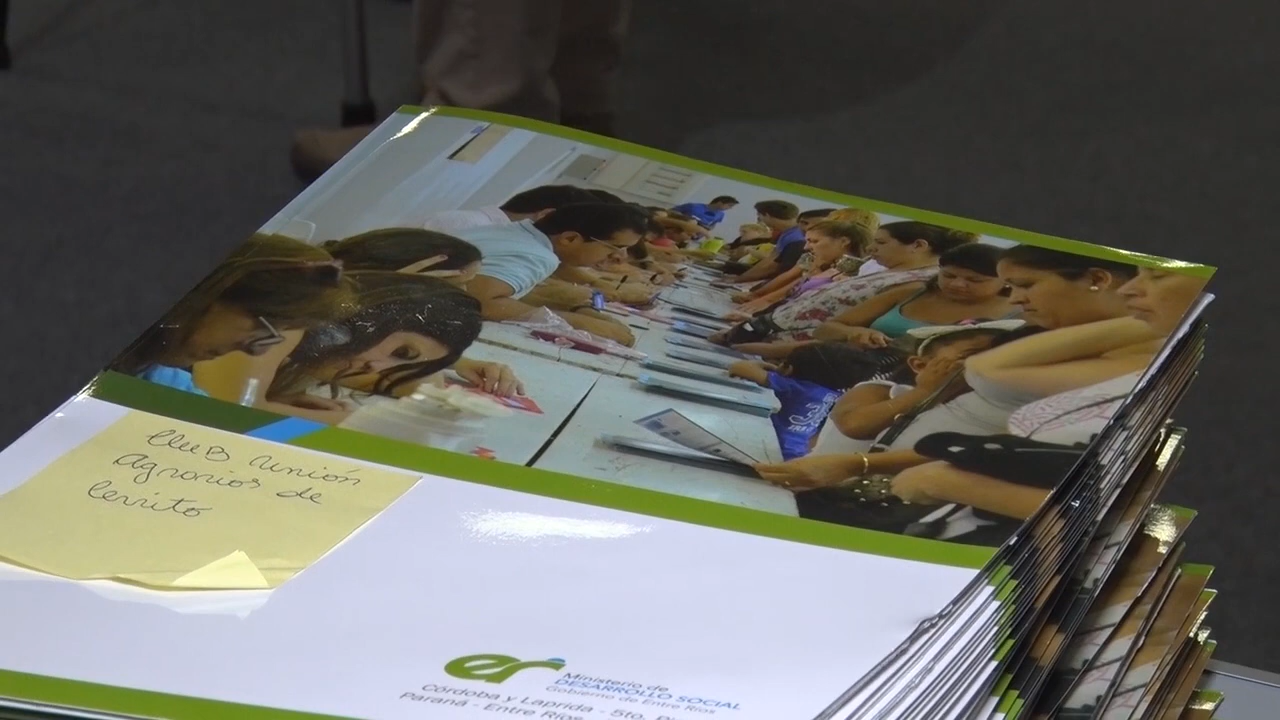 Club Unión
Agrarios de
Cerrito
er
Ministerio de
DESARROLLO SOCIAL
Gobierno de Entre Ríos
Córdoba y Laprida - 5to.
Paraná - Entre Ríos